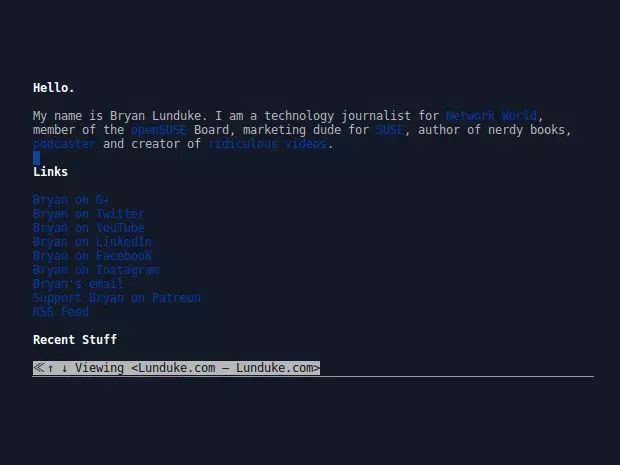 Hello.
My name is Bryan Lunduke. I am a technology journalist for Network World,
member of the openSUSE Board, marketing dude for SUSE, author of nerdy books,
podcaster and creator of ridiculous videos.
Links
Bryan on G+
Bryan on Twitter
Bryan on YouTube
Bryan on LinkedIn
Bryan on Facebook
Bryan on Instagram
Bryan's email
Support Bryan on Patreon
RSS Feed
Recent Stuff
≪↑ ↓ Viewing <Lunduke.com — Lunduke.com>